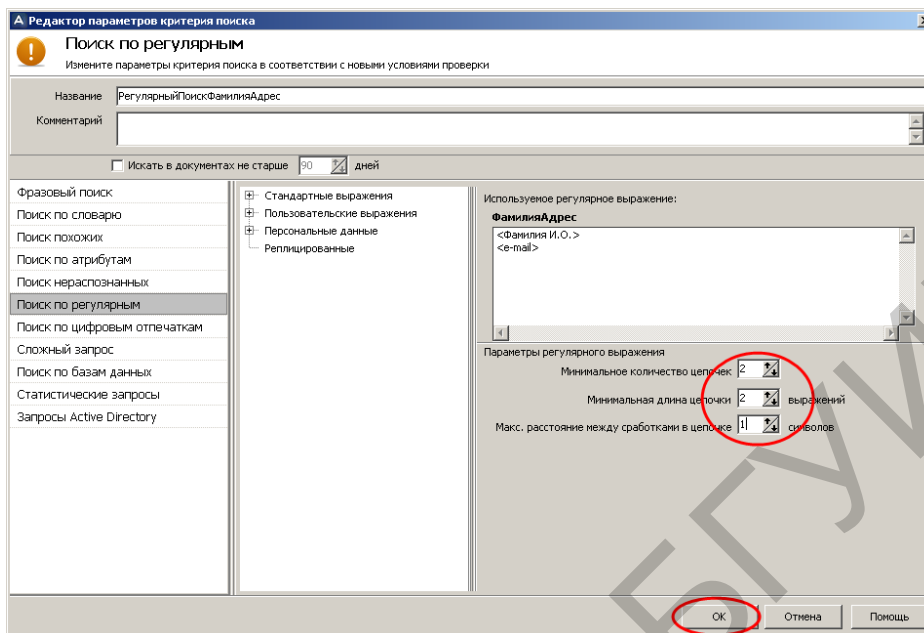 Редактор параметров критерия поиска
Поиск по регулярным
Измените параметры критерия поиска в соответствии с новыми условиями проверки
Название РегулярныйПоискФамилияАдрес
Комментарий
Искать в документах не старше 90 дней
Фразовый поиск
Поиск по словарю
Поиск похожих
Поиск по атрибутам
Поиск нераспознанных
Поиск по регулярным
Поиск по цифровым отпечаткам
Сложный запрос
Поиск по базам данных
Статистические запросы
Запросы Active Directory
Стандартные выражения
Пользовательские выражения
Персональные данные
Реплицированные
Используемое регулярное выражение:
ФамилияАдрес
<Фамилия И.О.>
<e-mail>
Параметры регулярного выражения
Минимальное количество цепочек 2
Минимальная длина цепочки 2 выражений
Макс. расстояние между сработками в цепочке 1 символов
ОК Отмена Помощь
БГУИ